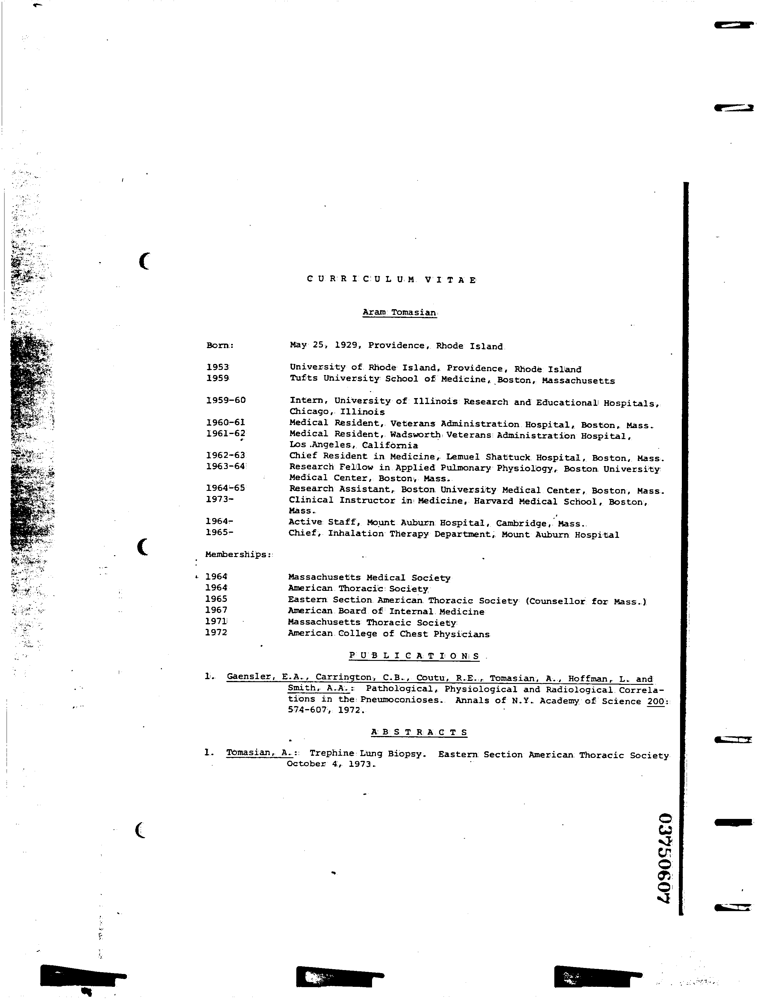 CURRICULUM VITAE
Aram Tomasian
Born: May 25, 1929, Providence, Rhode Island
1953 University of Rhode Island, Providence, Rhode Island
1959 Tufts University School of Medicine, Boston, Massachusetts
1959-60 Intern, University of Illinois Research and Educational Hospitals,
Chicago, Illinois
1960-61 Medical Resident, Veterans Administration Hospital, Boston, Mass.
1961-62 Medical Resident, Wadsworth Veterans Administration Hospital,
Los Angeles, California
1962-63 Chief Resident in Medicine, Lemuel Shattuck Hospital, Boston, Mass.
1963-64 Research Fellow in Applied Pulmonary Physiology, Boston University
Medical Center, Boston, Mass.
1964-65 Research Assistant, Boston University Medical Center, Boston, Mass.
1973- Clinical Instructor in Medicine, Harvard Medical School, Boston,
Mass.
1964- Active Staff, Mount Auburn Hospital, Cambridge, Mass.
1965- Chief, Inhalation Therapy Department, Mount Auburn Hospital
Memberships:
1964 Massachusetts Medical Society
1964 American Thoracic Society
1965 Eastern Section American Thoracic Society (Counsellor for Mass.)
1967 American Board of Internal Medicine
1971 Massachusetts Thoracic Society
1972 American College of Chest Physicians
PUBLICATIONS
1. Gaensler, E.A., Carrington, C.B., Coutu, R.E., Tomasian, A., Hoffman, L. and
Smith, A.A.: Pathological, Physiological and Radiological Correla-
tions in the Pneumoconioses. Annals of N.Y. Academy of Science 200:
574-607, 1972.
ABSTRACTS
1. Tomasian, A.: Trephine Lung Biopsy. Eastern Section American Thoracic Society
October 4, 1973.
03750607